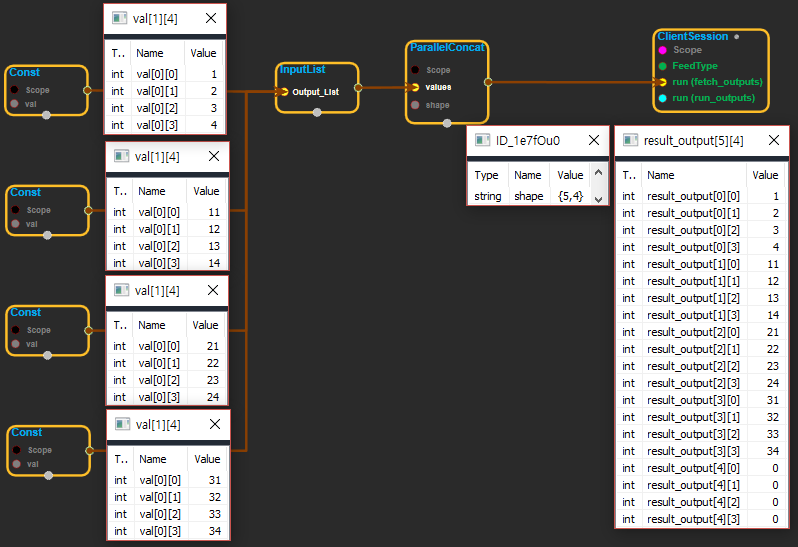 Const
Scope
val
val[1][4]
T.. Name Value
int val[0][0] 1
int val[0][1] 2
int val[0][2] 3
int val[0][3] 4
InputList
Output_List
ParallelConcat
Scope
values
shape
ClientSession
Scope
FeedType
run (fetch_outputs)
run (run_outputs)
Const
Scope
val
val[1][4]
T.. Name Value
int val[0][0] 11
int val[0][1] 12
int val[0][2] 13
int val[0][3] 14
ID_1e7fOu0
Type Name Value
string shape {5,4}
result_output[5][4]
T.. Name Value
int result_output[0][0] 1
int result_output[0][1] 2
int result_output[0][2] 3
int result_output[0][3] 4
int result_output[1][0] 11
int result_output[1][1] 12
int result_output[1][2] 13
int result_output[1][3] 14
int result_output[2][0] 21
int result_output[2][1] 22
int result_output[2][2] 23
int result_output[2][3] 24
int result_output[3][0] 31
int result_output[3][1] 32
int result_output[3][2] 33
int result_output[3][3] 34
int result_output[4][0] 0
int result_output[4][1] 0
int result_output[4][2] 0
int result_output[4][3] 0
Const
Scope
val
val[1][4]
T.. Name Value
int val[0][0] 21
int val[0][1] 22
int val[0][2] 23
int val[0][3] 24
Const
Scope
val
val[1][4]
T.. Name Value
int val[0][0] 31
int val[0][1] 32
int val[0][2] 33
int val[0][3] 34